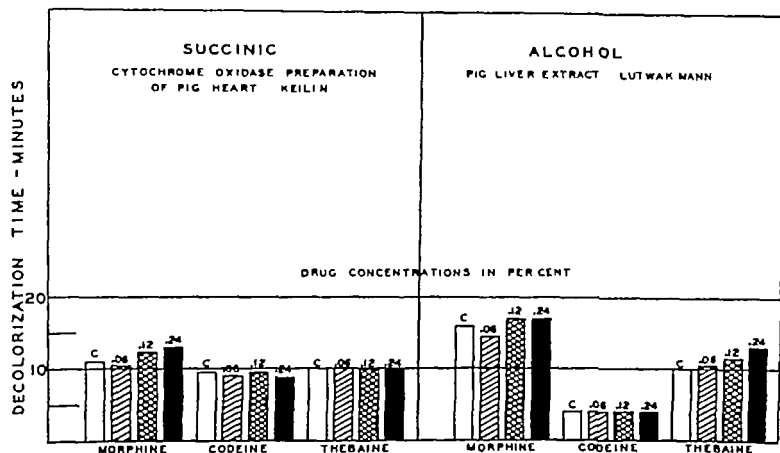 SUCCINIC
CYTOCHROME OXIDASE PREPARATION
OF PIG HEART KEILIN
ALCOHOL
PIG LIVER EXTRACT LUTWAK MANN
DECOLORIZATION TIME - MINUTES
DRUG CONCENTRATIONS IN PER CENT
20
10
C .06 .12 .24
C .06 .12 .24
C .06 .12 .24
C .06 .12 .24
C .06 .12 .24
C .06 .12 .24
MORPHINE CODEINE THEBAINE
MORPHINE CODEINE THEBAINE